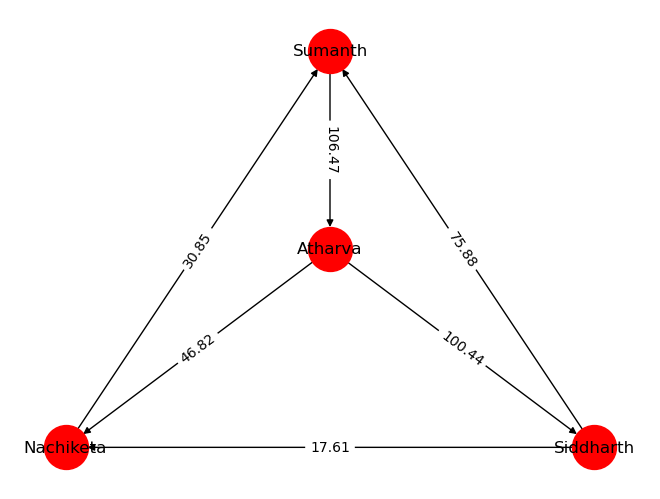 Sumanth
106.47
30.85
75.88
Atharva
46.82
100.44
Nachiketa
17.61
Siddharth